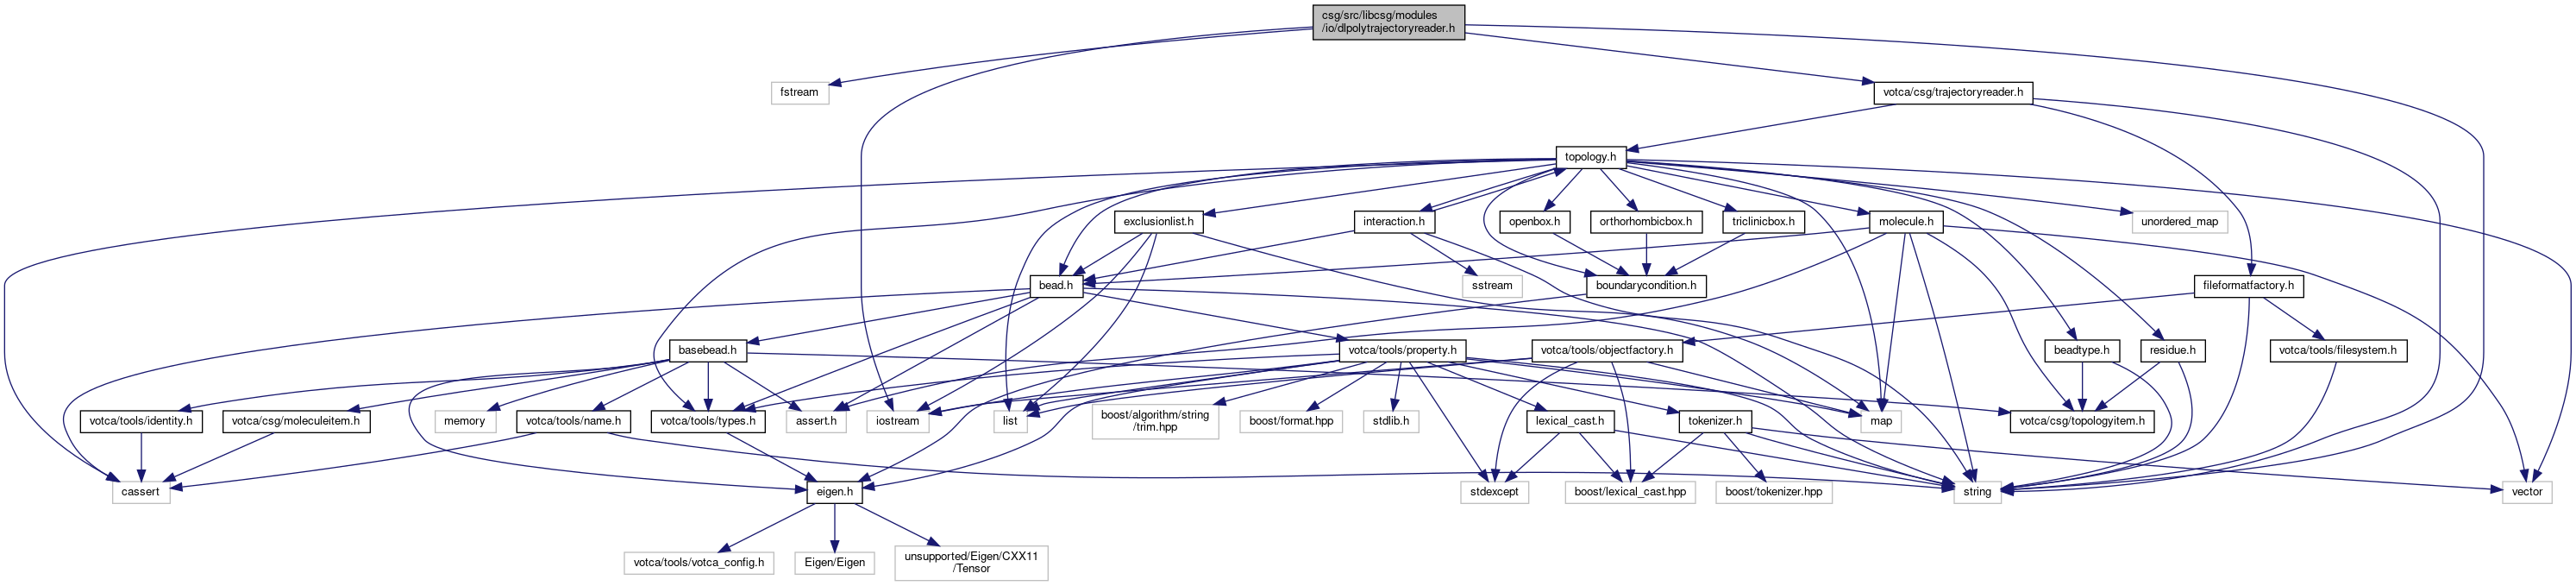 csg/src/libcsg/modules
/io/dlpolytrajectoryreader.h
fstream
votca/csg/trajectoryreader.h
topology.h
exclusionlist.h
interaction.h
openbox.h
orthorhombicbox.h
triclinicbox.h
molecule.h
unordered_map
bead.h
sstream
boundarycondition.h
fileformatfactory.h
basebead.h
votca/tools/property.h
votca/tools/objectfactory.h
beadtype.h
residue.h
votca/tools/filesystem.h
votca/tools/identity.h
votca/csg/moleculeitem.h
memory
votca/tools/name.h
votca/tools/types.h
assert.h
iostream
list
boost/algorithm/string
/trim.hpp
boost/format.hpp
stdlib.h
lexical_cast.h
tokenizer.h
map
votca/csg/topologyitem.h
cassert
eigen.h
stdexcept
boost/lexical_cast.hpp
boost/tokenizer.hpp
string
vector
votca/tools/votca_config.h
Eigen/Eigen
unsupported/Eigen/CXX11
/Tensor